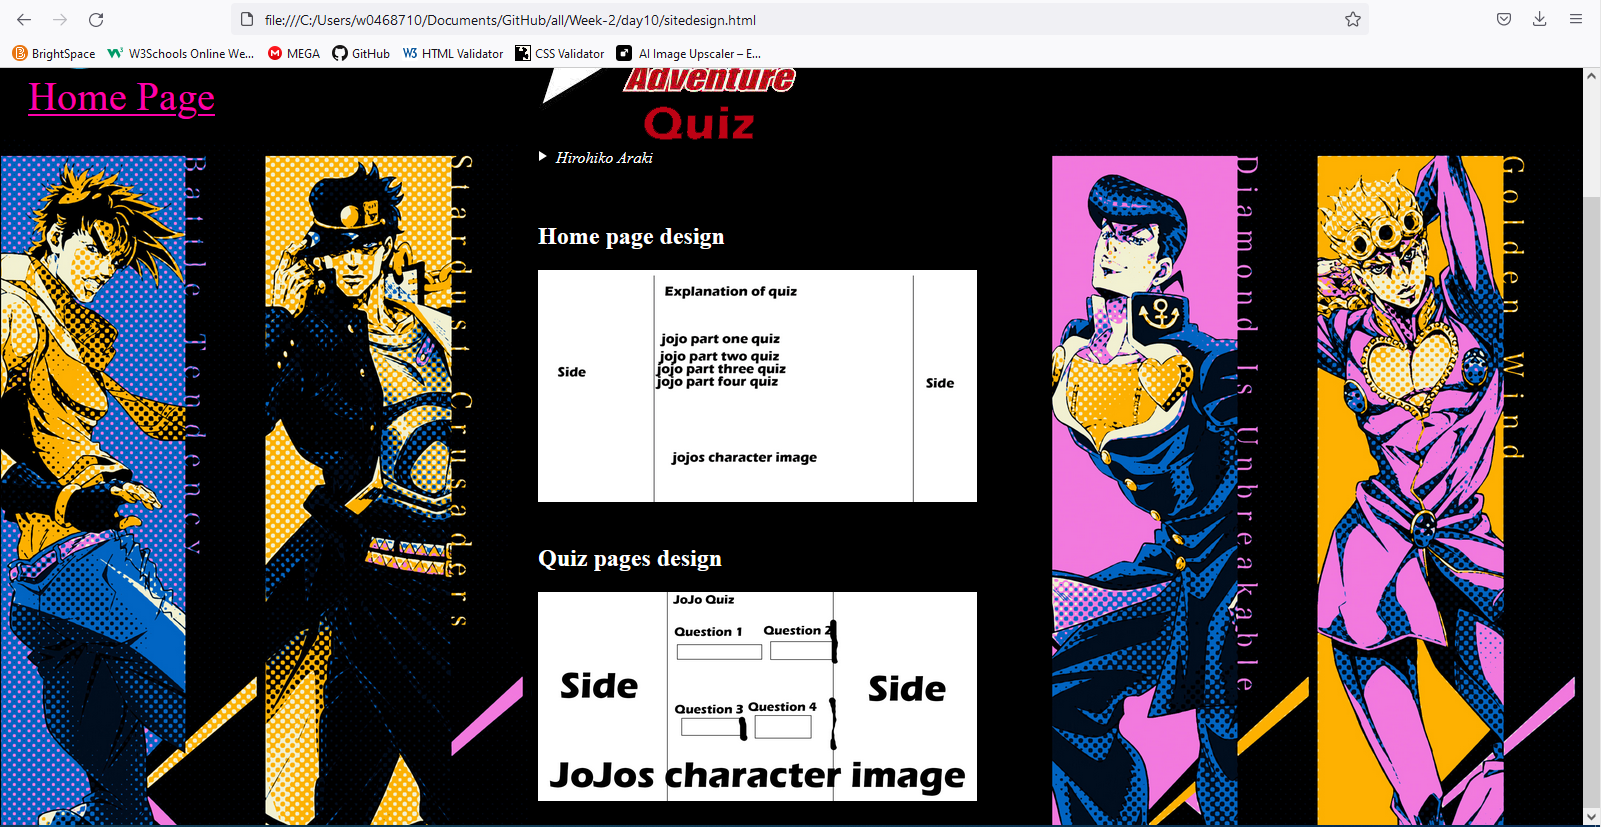 file:///C:/Users/w0468710/Documents/GitHub/all/Week-2/day10/sitedesign.html
BrightSpace
W3Schools Online We...
MEGA
GitHub
W3 HTML Validator
CSS Validator
AI Image Upscaler – E...
Home Page
Adventure
Quiz
Hirohiko Araki
Battle Tendency
Stardust Crusaders
Diamond Is Unbreakable
Golden Wind
Home page design
Explanation of quiz
jojo part one quiz
jojo part two quiz
jojo part three quiz
jojo part four quiz
Side
Side
jojos character image
Quiz pages design
JoJo Quiz
Question 1 Question 2
Side
Side
Question 3 Question 4
JoJos character image